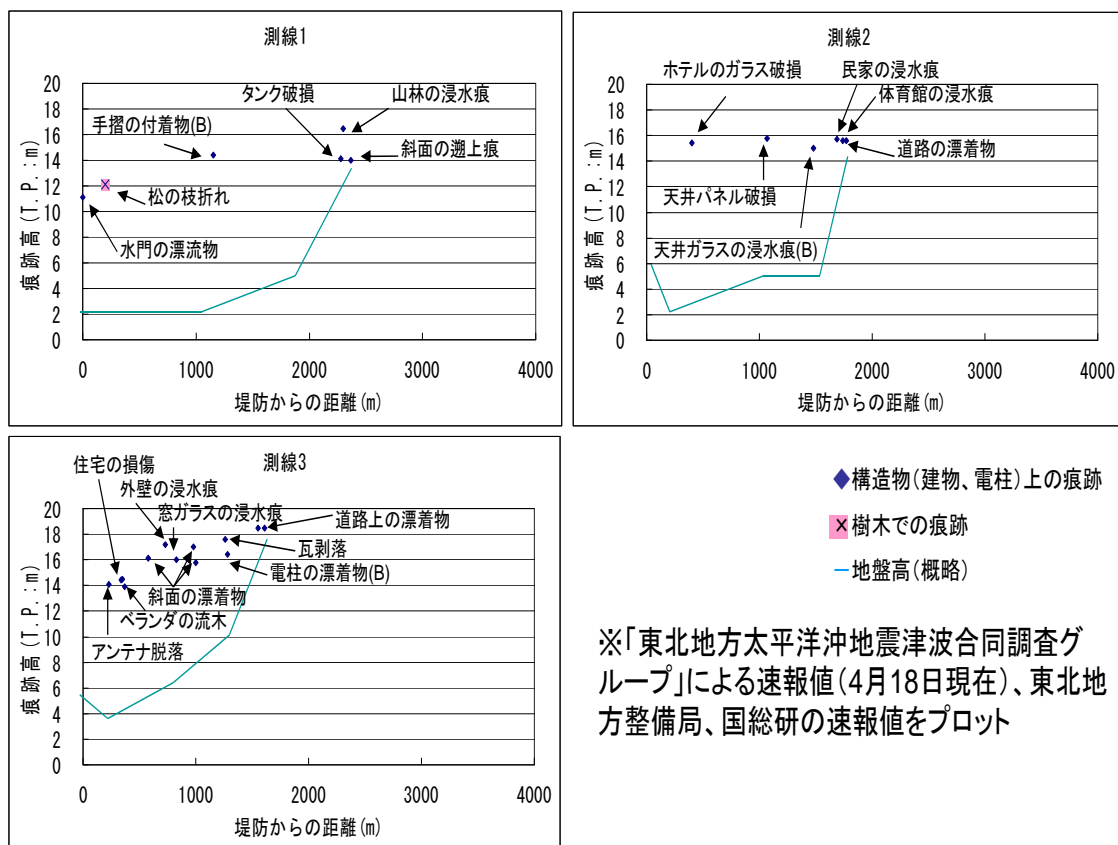 測線1
痕跡高(T.P.:m)
20
18
16
14
12
10
8
6
4
2
0
タンク破損
山林の浸水痕
手摺の付着物(B)
斜面の遡上痕
松の枝折れ
水門の漂流物
0 1000 2000 3000 4000
堤防からの距離(m)
測線2
痕跡高(T.P.:m)
20
18
16
14
12
10
8
6
4
2
0
ホテルのガラス破損
民家の浸水痕
体育館の浸水痕
道路の漂着物
天井パネル破損
天井ガラスの浸水痕(B)
0 1000 2000 3000 4000
堤防からの距離(m)
測線3
痕跡高(T.P.:m)
20
18
16
14
12
10
8
6
4
2
0
住宅の損傷
外壁の浸水痕
窓ガラスの浸水痕
道路上の漂着物
瓦剥落
電柱の漂着物(B)
斜面の漂着物
ベランダの流木
アンテナ脱落
0 1000 2000 3000 4000
堤防からの距離(m)
構造物(建物、電柱)上の痕跡
樹木での痕跡
地盤高(概略)
※「東北地方太平洋沖地震津波合同調査グ
ループ」による速報値(4月18日現在)、東北地
方整備局、国総研の速報値をプロット